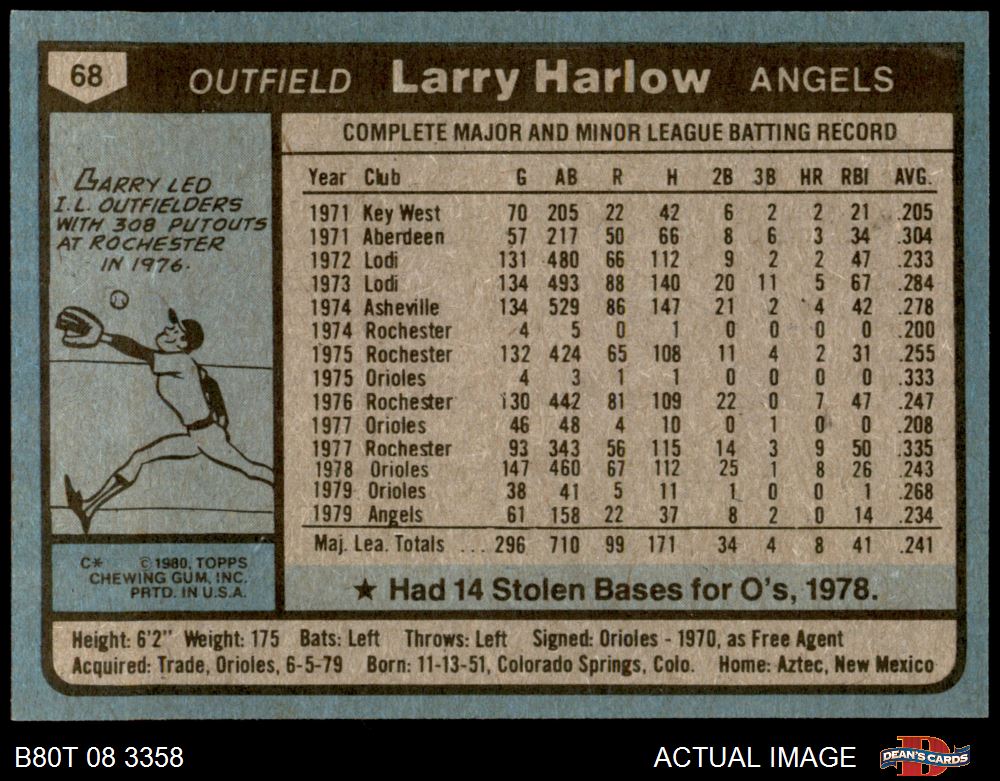 68 OUTFIELD Larry Harlow ANGELS
LARRY LED
I.L. OUTFIELDERS
WITH 308 PUTOUTS
AT ROCHESTER
IN 1976.
C* © 1980, TOPPS
CHEWING GUM, INC.
PRTD. IN U.S.A.
COMPLETE MAJOR AND MINOR LEAGUE BATTING RECORD
Year Club G AB R H 2B 3B HR RBI AVG.
1971 Key West 70 205 22 42 6 2 2 21 .205
1971 Aberdeen 57 217 50 66 8 6 3 34 .304
1972 Lodi 131 480 66 112 9 2 2 47 .233
1973 Lodi 134 493 88 140 20 11 5 67 .284
1974 Asheville 134 529 86 147 21 2 4 42 .278
1974 Rochester 4 5 0 1 0 0 0 0 .200
1975 Rochester 132 424 65 108 11 4 2 31 .255
1975 Orioles 4 3 1 1 0 0 0 0 .333
1976 Rochester 130 442 81 109 22 0 7 47 .247
1977 Orioles 46 48 4 10 0 1 0 0 .208
1977 Rochester 93 343 56 115 14 3 9 50 .335
1978 Orioles 147 460 67 112 25 1 8 26 .243
1979 Orioles 38 41 5 11 1 0 0 1 .268
1979 Angels 61 158 22 37 8 2 0 14 .234
Maj. Lea. Totals ... 296 710 99 171 34 4 8 41 .241
★ Had 14 Stolen Bases for O's, 1978.
Height: 6'2" Weight: 175 Bats: Left Throws: Left Signed: Orioles - 1970, as Free Agent
Acquired: Trade, Orioles, 6-5-79 Born: 11-13-51, Colorado Springs, Colo. Home: Aztec, New Mexico
B80T 08 3358 ACTUAL IMAGE DEAN'S CARDS